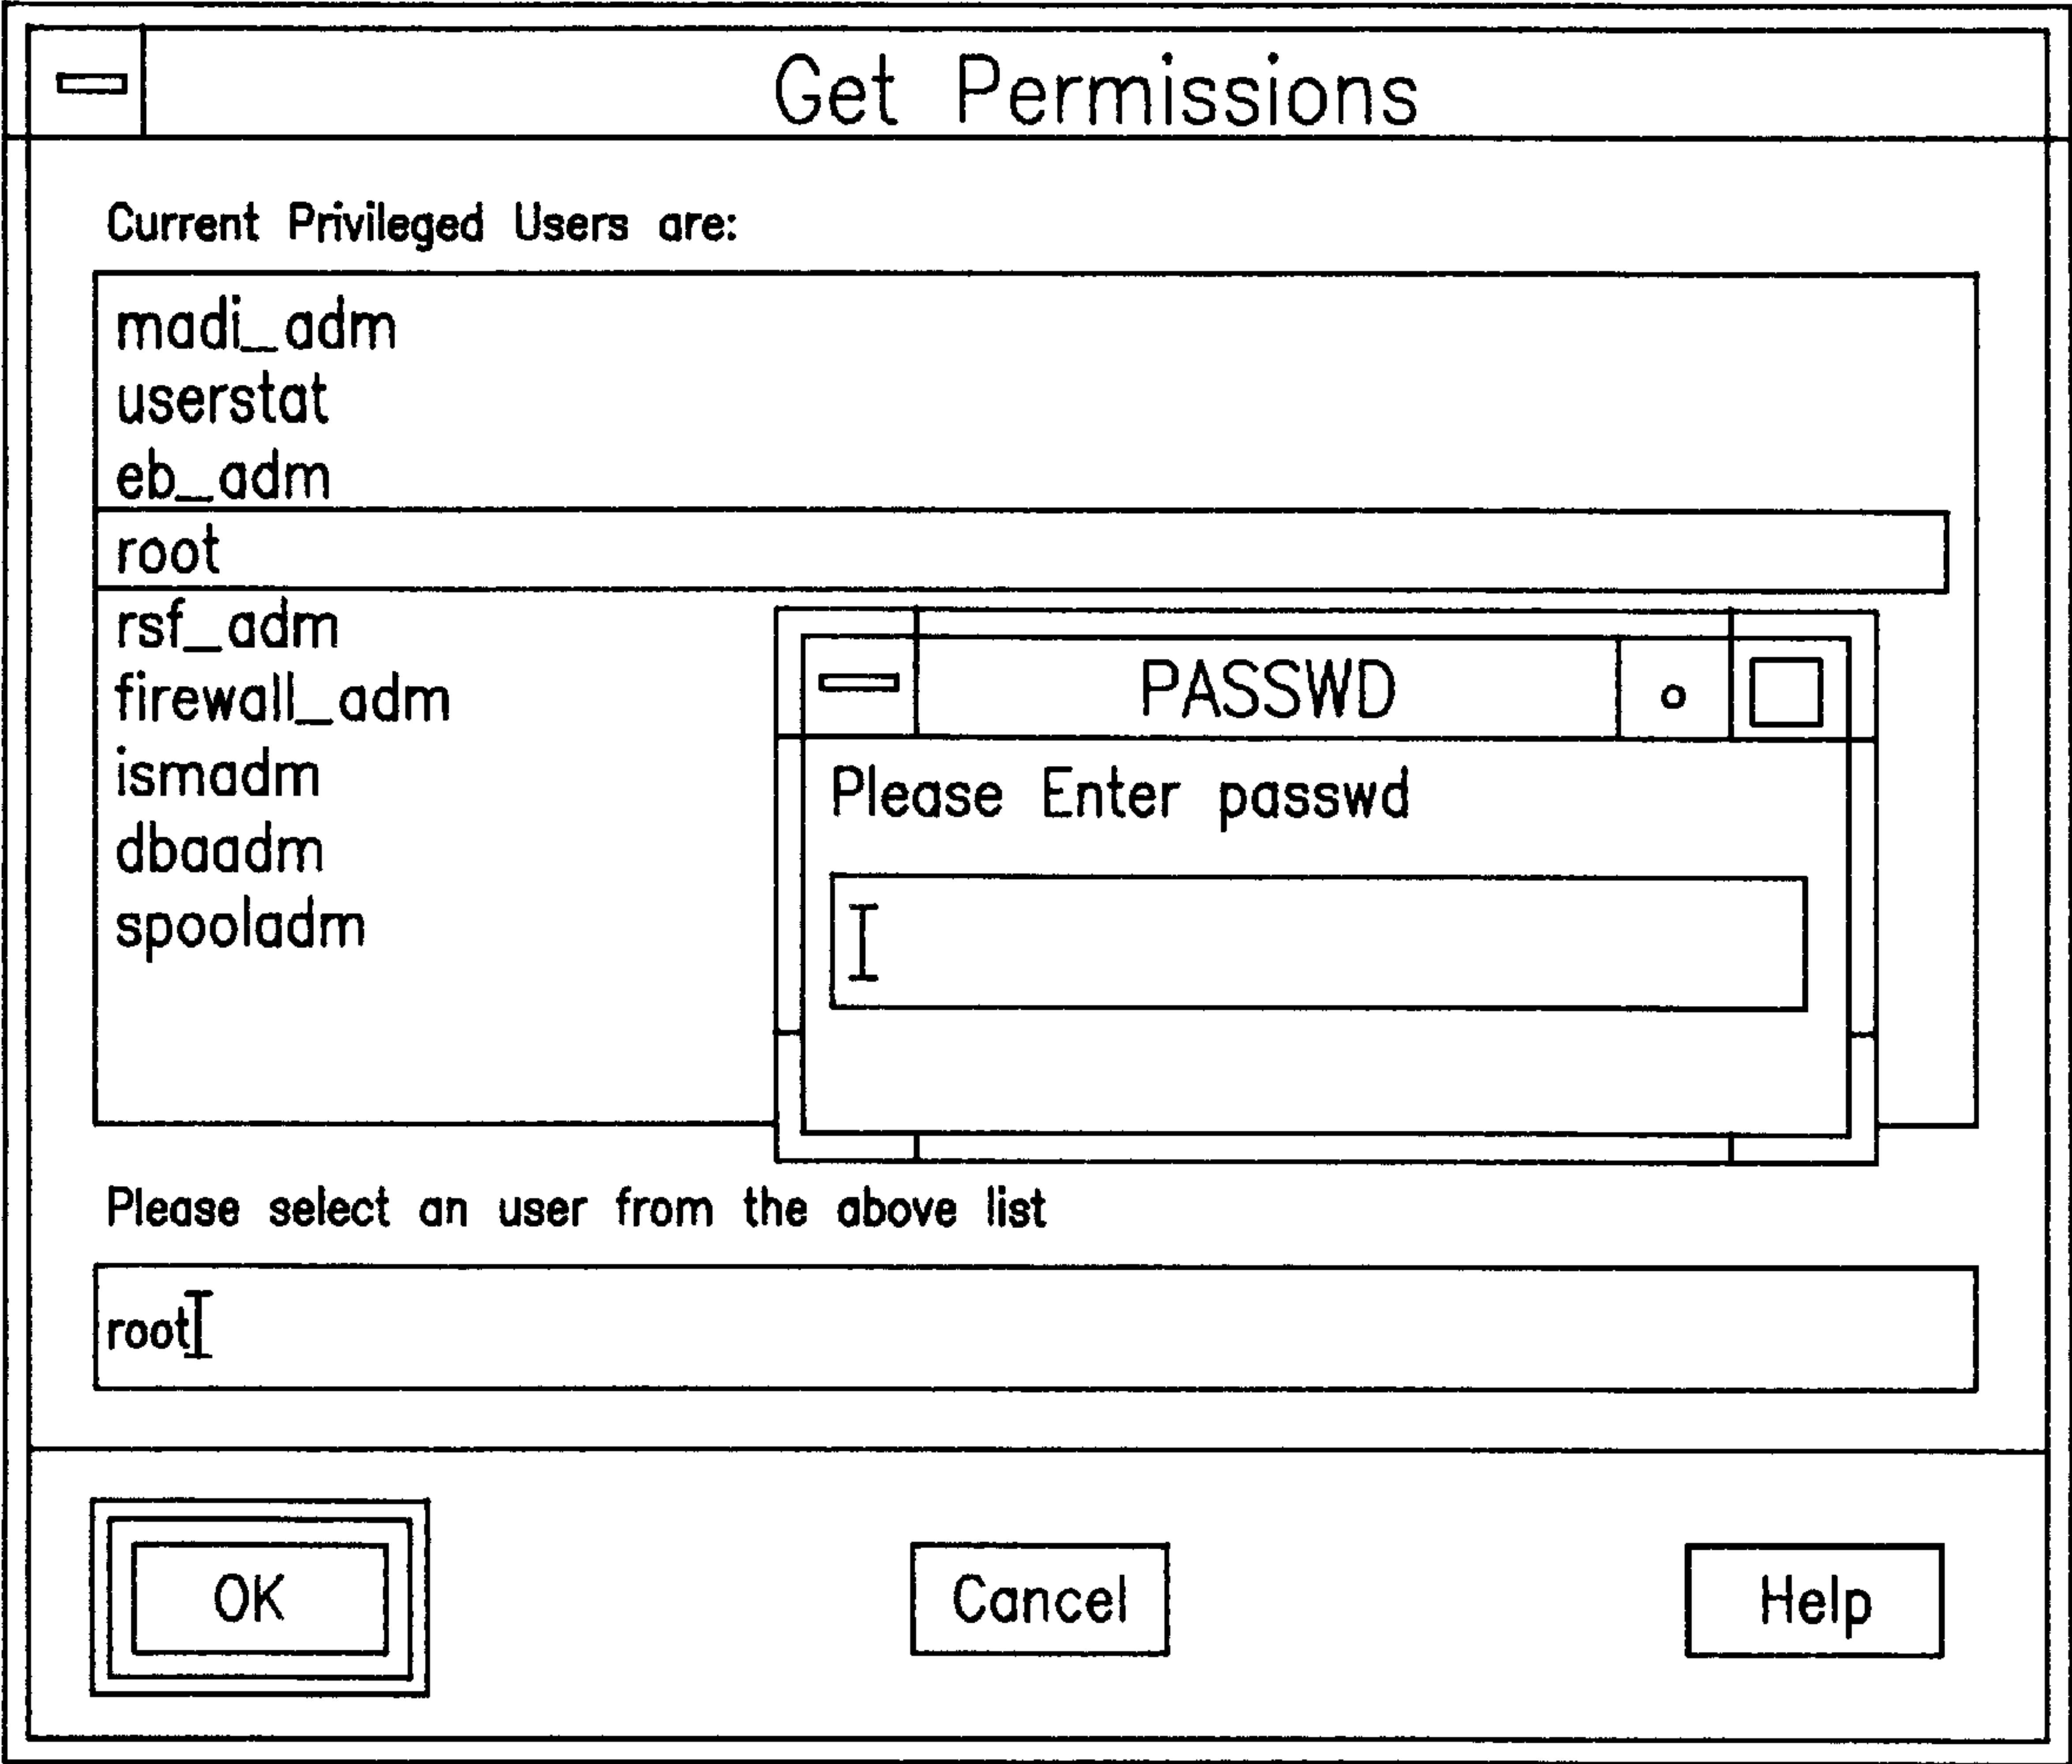 Get Permissions
Current Privileged Users are:
madi_adm
userstat
eb_adm
root
rsf_adm
firewall_adm
ismadm
dbaadm
spooladm
PASSWD
Please Enter passwd
Please select an user from the above list
root
OK
Cancel
Help